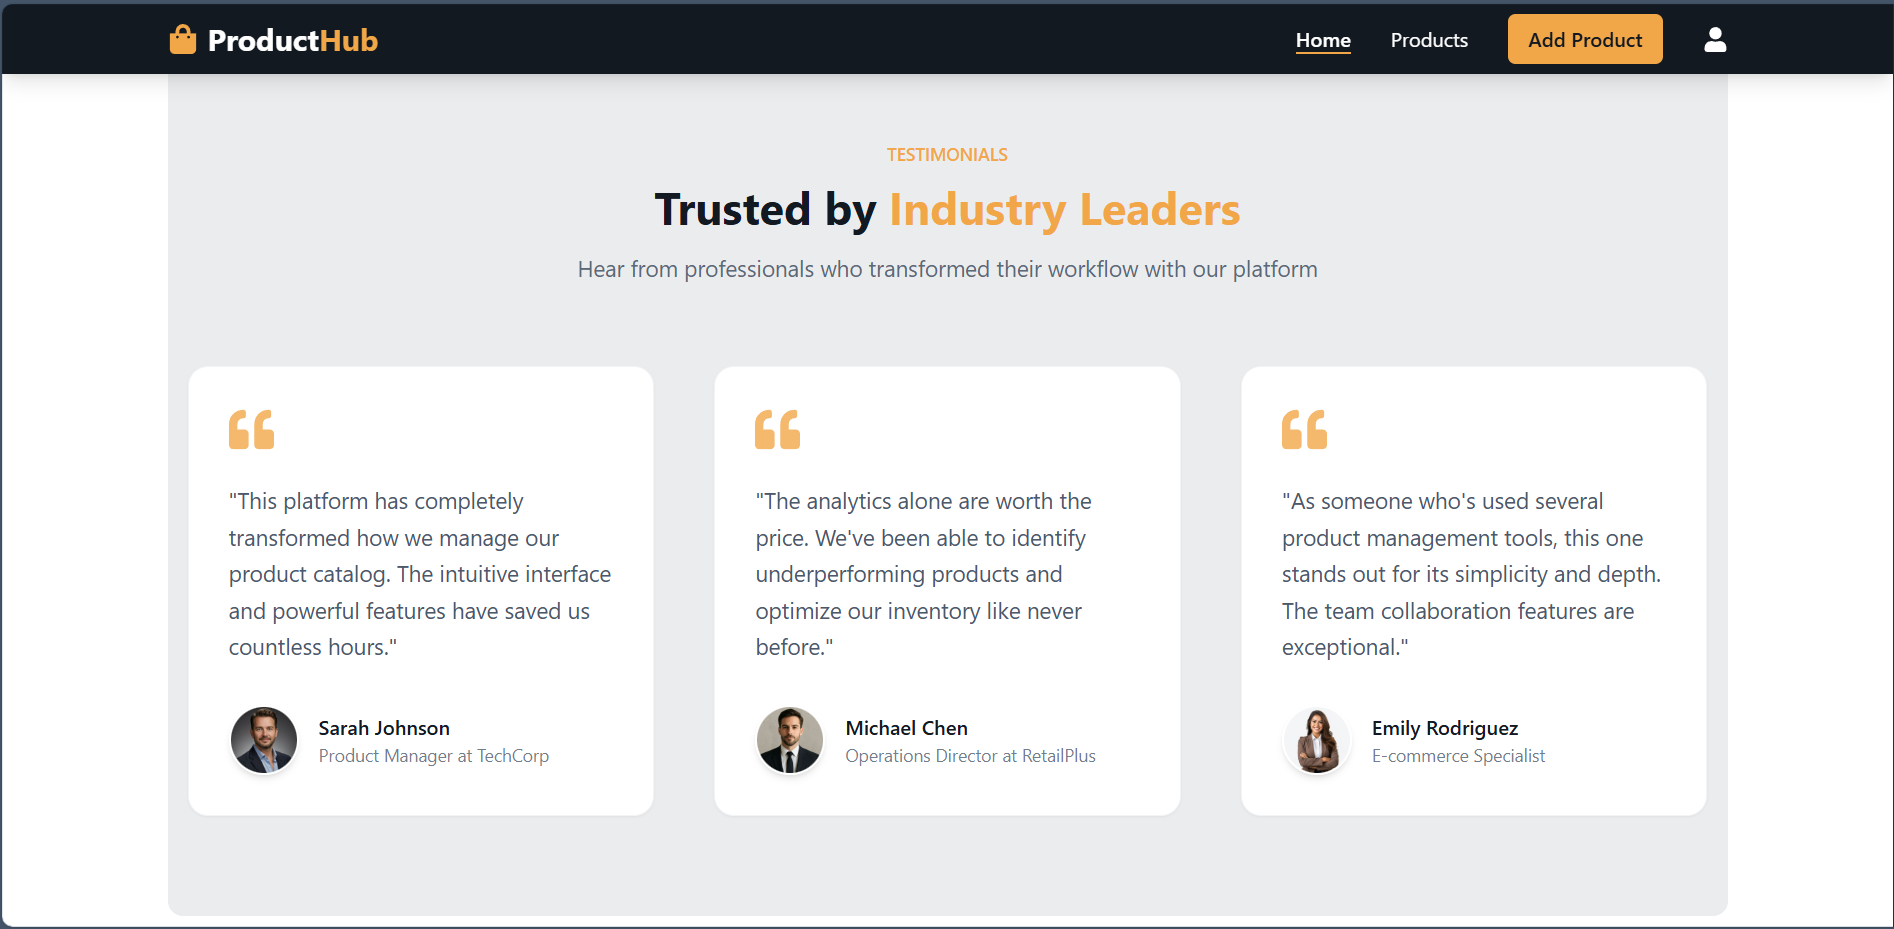 ProductHub
Home
Products
Add Product
TESTIMONIALS
Trusted by Industry Leaders
Hear from professionals who transformed their workflow with our platform
"This platform has completely
transformed how we manage our
product catalog. The intuitive interface
and powerful features have saved us
countless hours."
Sarah Johnson
Product Manager at TechCorp
"The analytics alone are worth the
price. We've been able to identify
underperforming products and
optimize our inventory like never
before."
Michael Chen
Operations Director at RetailPlus
"As someone who's used several
product management tools, this one
stands out for its simplicity and depth.
The team collaboration features are
exceptional."
Emily Rodriguez
E-commerce Specialist